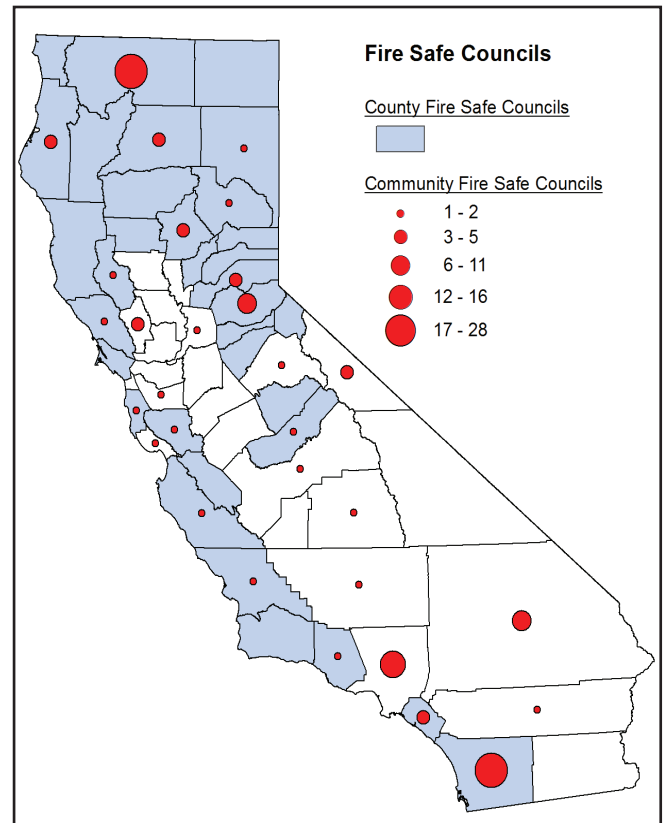 Fire Safe Councils
County Fire Safe Councils
Community Fire Safe Councils
1 - 2
3 - 5
6 - 11
12 - 16
17 - 28